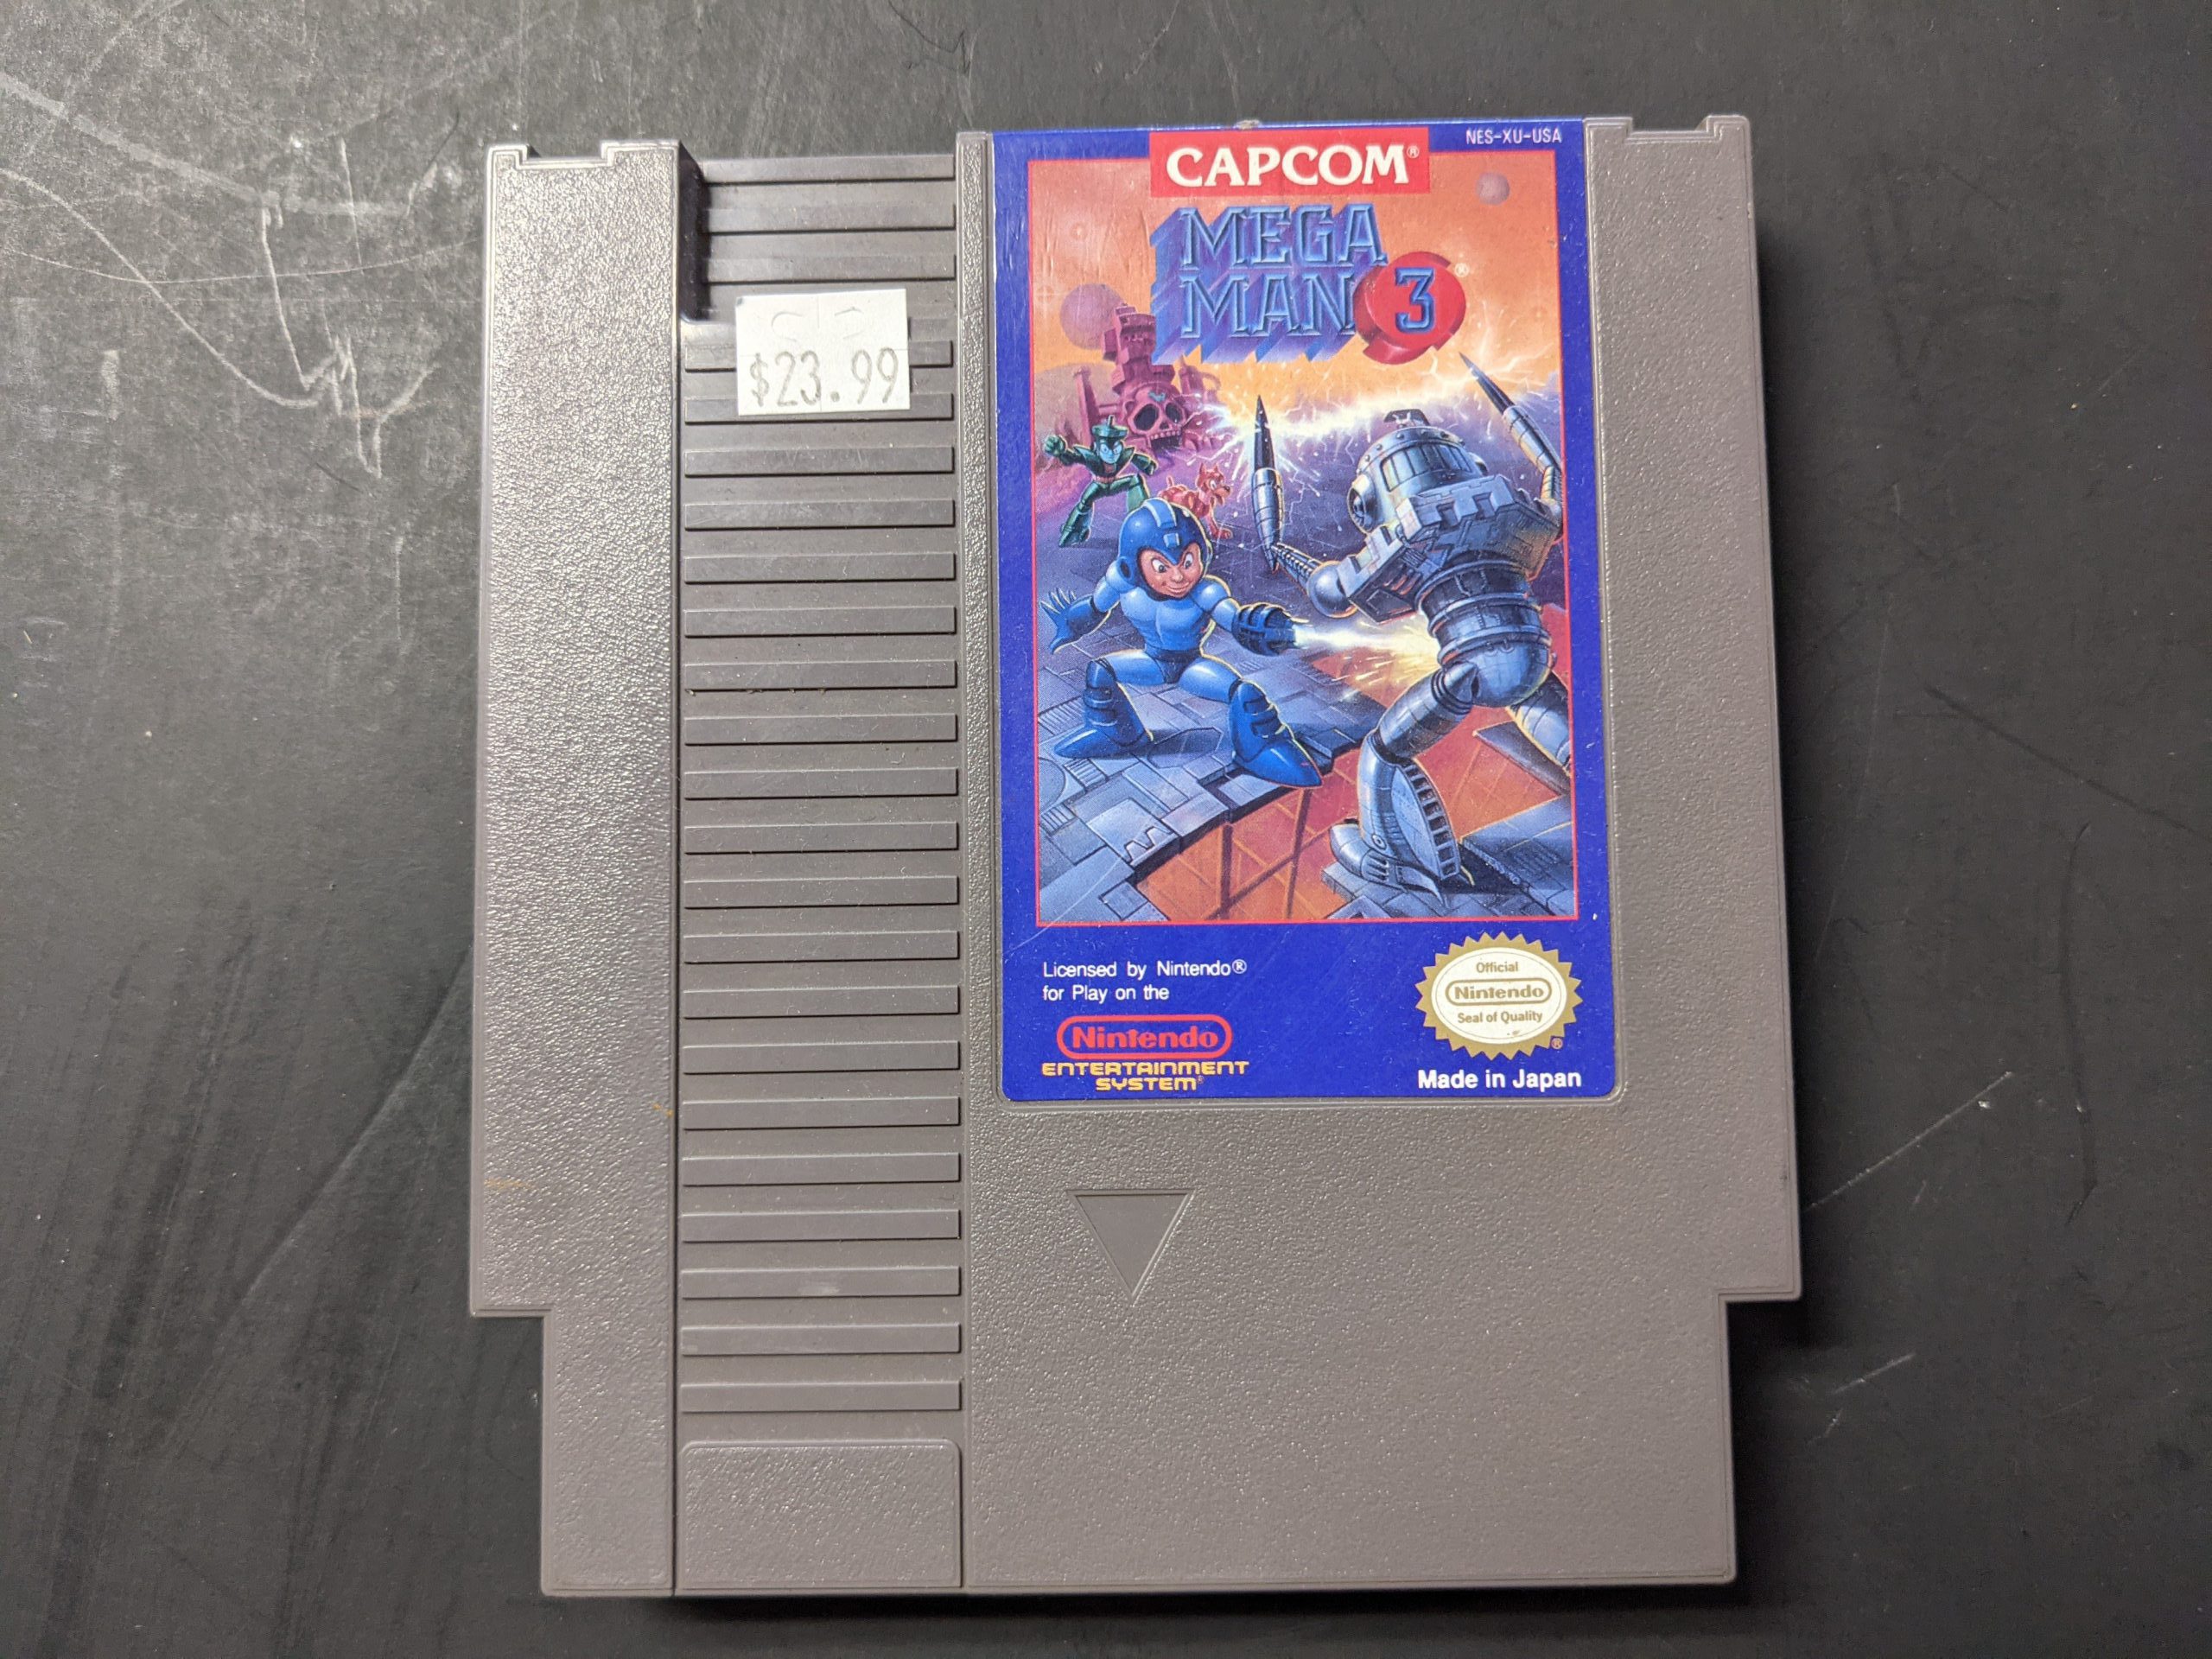 $23.99
NES-XU-USA
CAPCOM®
MEGA
MAN 3®
Licensed by Nintendo®
for Play on the
Nintendo
ENTERTAINMENT
SYSTEM®
Official
Nintendo
Seal of Quality
®
Made in Japan